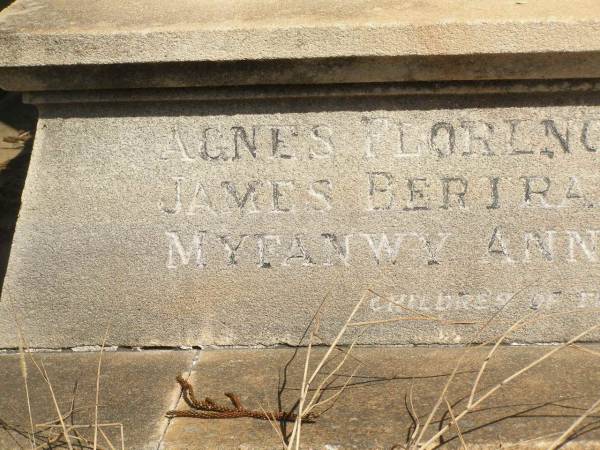 AGNES FLORENC
JAMES BERTRA
MYFANWY ANN
CHILDREN OF T